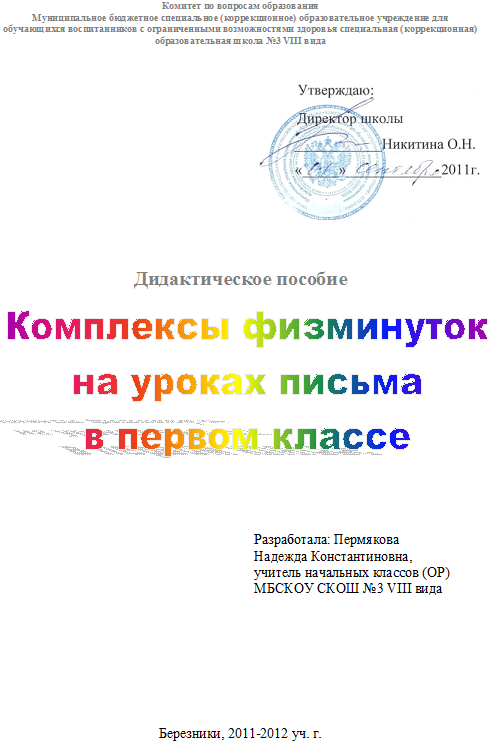 Комитет по вопросам образования
Муниципальное бюджетное специальное (коррекционное) образовательное учреждение для
обучающихся воспитанников с ограниченными возможностями здоровья специальная (коррекционная)
образовательная школа №3 VIII вида
Утверждаю:
Директор школы
Никитина О.Н.
« » сентября 2011г.
Дидактическое пособие
Комплексы физминуток
на уроках письма
в первом классе
Разработала: Пермякова
Надежда Константиновна,
учитель начальных классов (ОР)
МБСКОУ СКОШ №3 VIII вида
Березники, 2011-2012 уч. г.